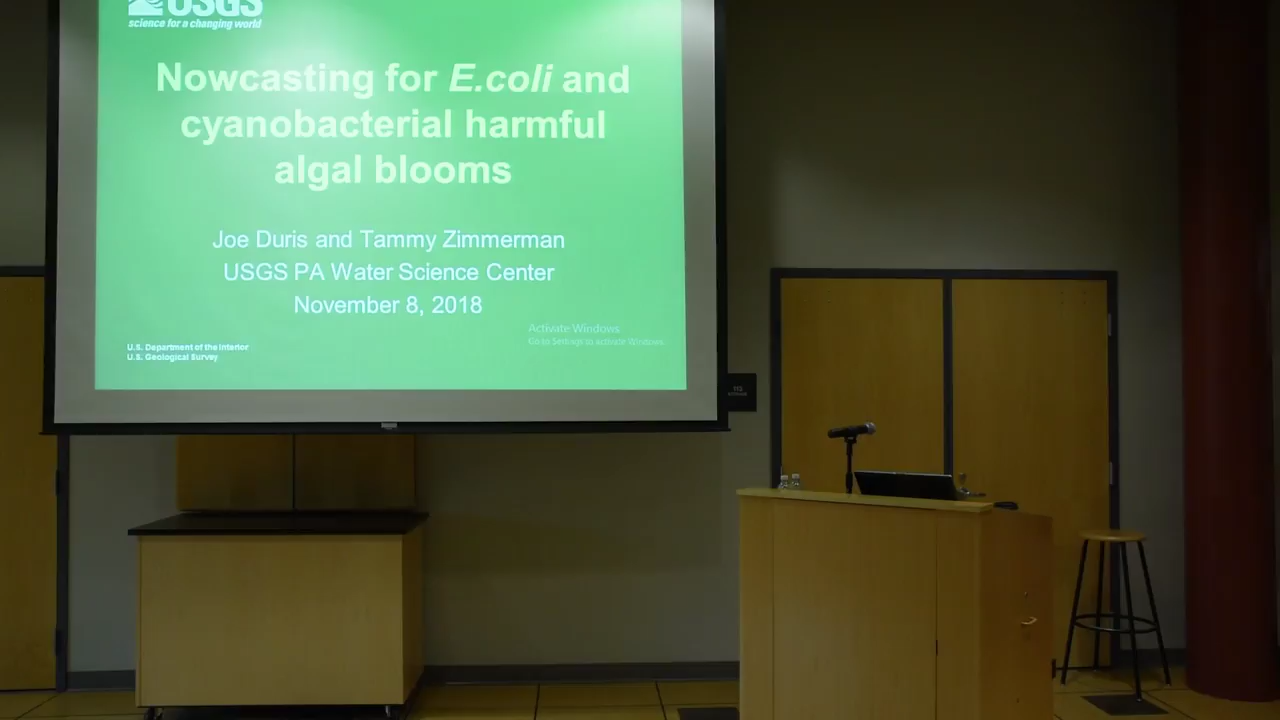 USGS
science for a changing world
Nowcasting for E.coli and
cyanobacterial harmful
algal blooms
Joe Duris and Tammy Zimmerman
USGS PA Water Science Center
November 8, 2018
Activate Windows
Go to Settings to activate Windows.
U.S. Department of the Interior
U.S. Geological Survey